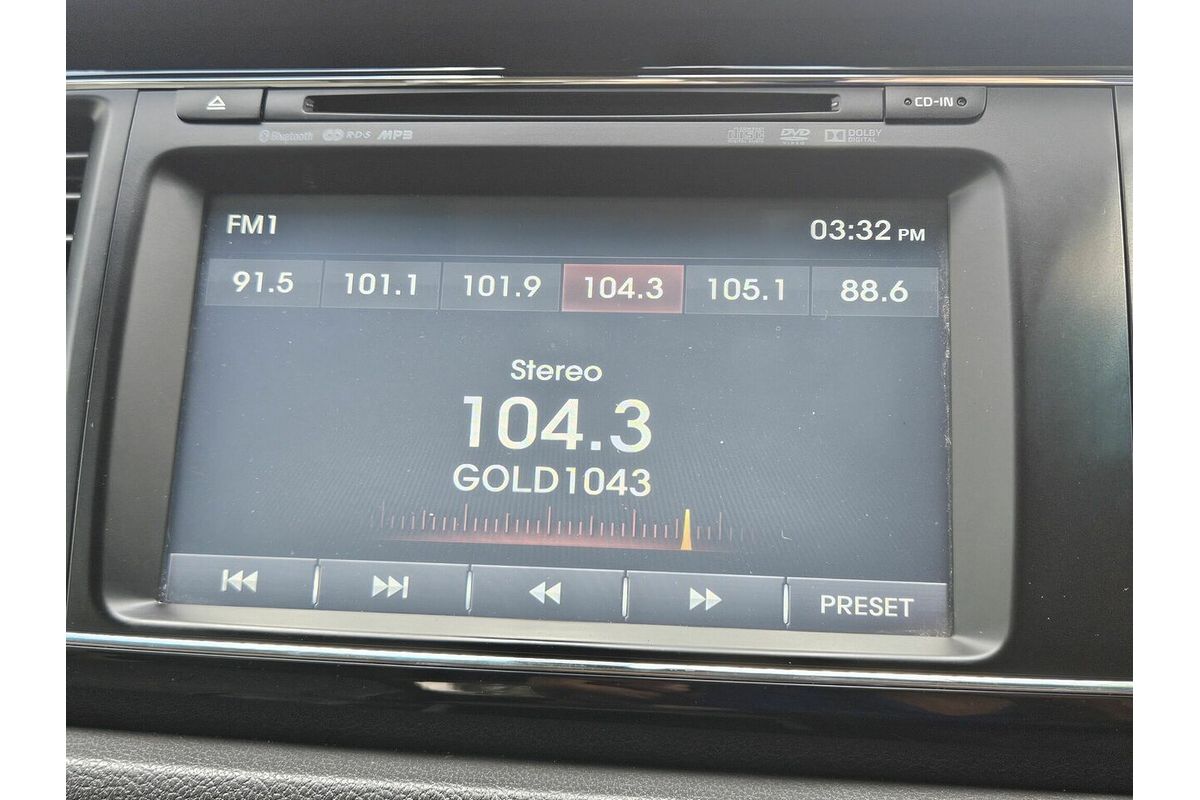 CD-IN
Bluetooth R·D·S MP3
DVD VIDEO DOLBY DIGITAL
FM1 03:32 PM
91.5 101.1 101.9 104.3 105.1 88.6
Stereo
104.3
GOLD1043
PRESET